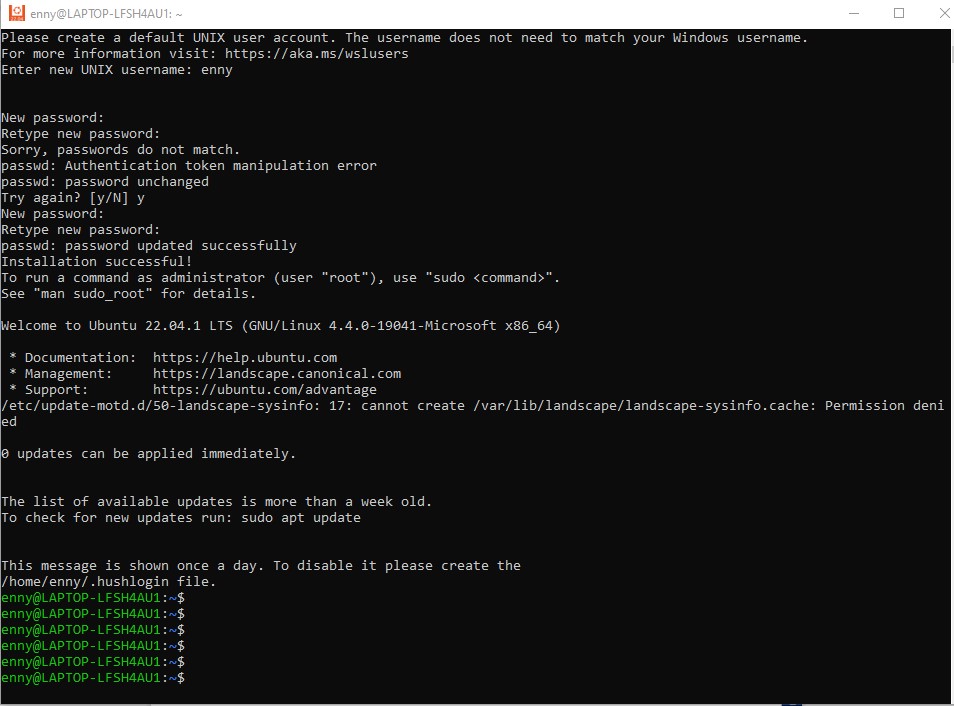 enny@LAPTOP-LFSH4AU1: ~
Please create a default UNIX user account. The username does not need to match your Windows username.
For more information visit: https://aka.ms/wslusers
Enter new UNIX username: enny
New password:
Retype new password:
Sorry, passwords do not match.
passwd: Authentication token manipulation error
passwd: password unchanged
Try again? [y/N] y
New password:
Retype new password:
passwd: password updated successfully
Installation successful!
To run a command as administrator (user "root"), use "sudo <command>".
See "man sudo_root" for details.
Welcome to Ubuntu 22.04.1 LTS (GNU/Linux 4.4.0-19041-Microsoft x86_64)
* Documentation:  https://help.ubuntu.com
* Management:     https://landscape.canonical.com
* Support:        https://ubuntu.com/advantage
/etc/update-motd.d/50-landscape-sysinfo: 17: cannot create /var/lib/landscape/landscape-sysinfo.cache: Permission deni
ed
0 updates can be applied immediately.
The list of available updates is more than a week old.
To check for new updates run: sudo apt update
This message is shown once a day. To disable it please create the
/home/enny/.hushlogin file.
enny@LAPTOP-LFSH4AU1:~$
enny@LAPTOP-LFSH4AU1:~$
enny@LAPTOP-LFSH4AU1:~$
enny@LAPTOP-LFSH4AU1:~$
enny@LAPTOP-LFSH4AU1:~$
enny@LAPTOP-LFSH4AU1:~$